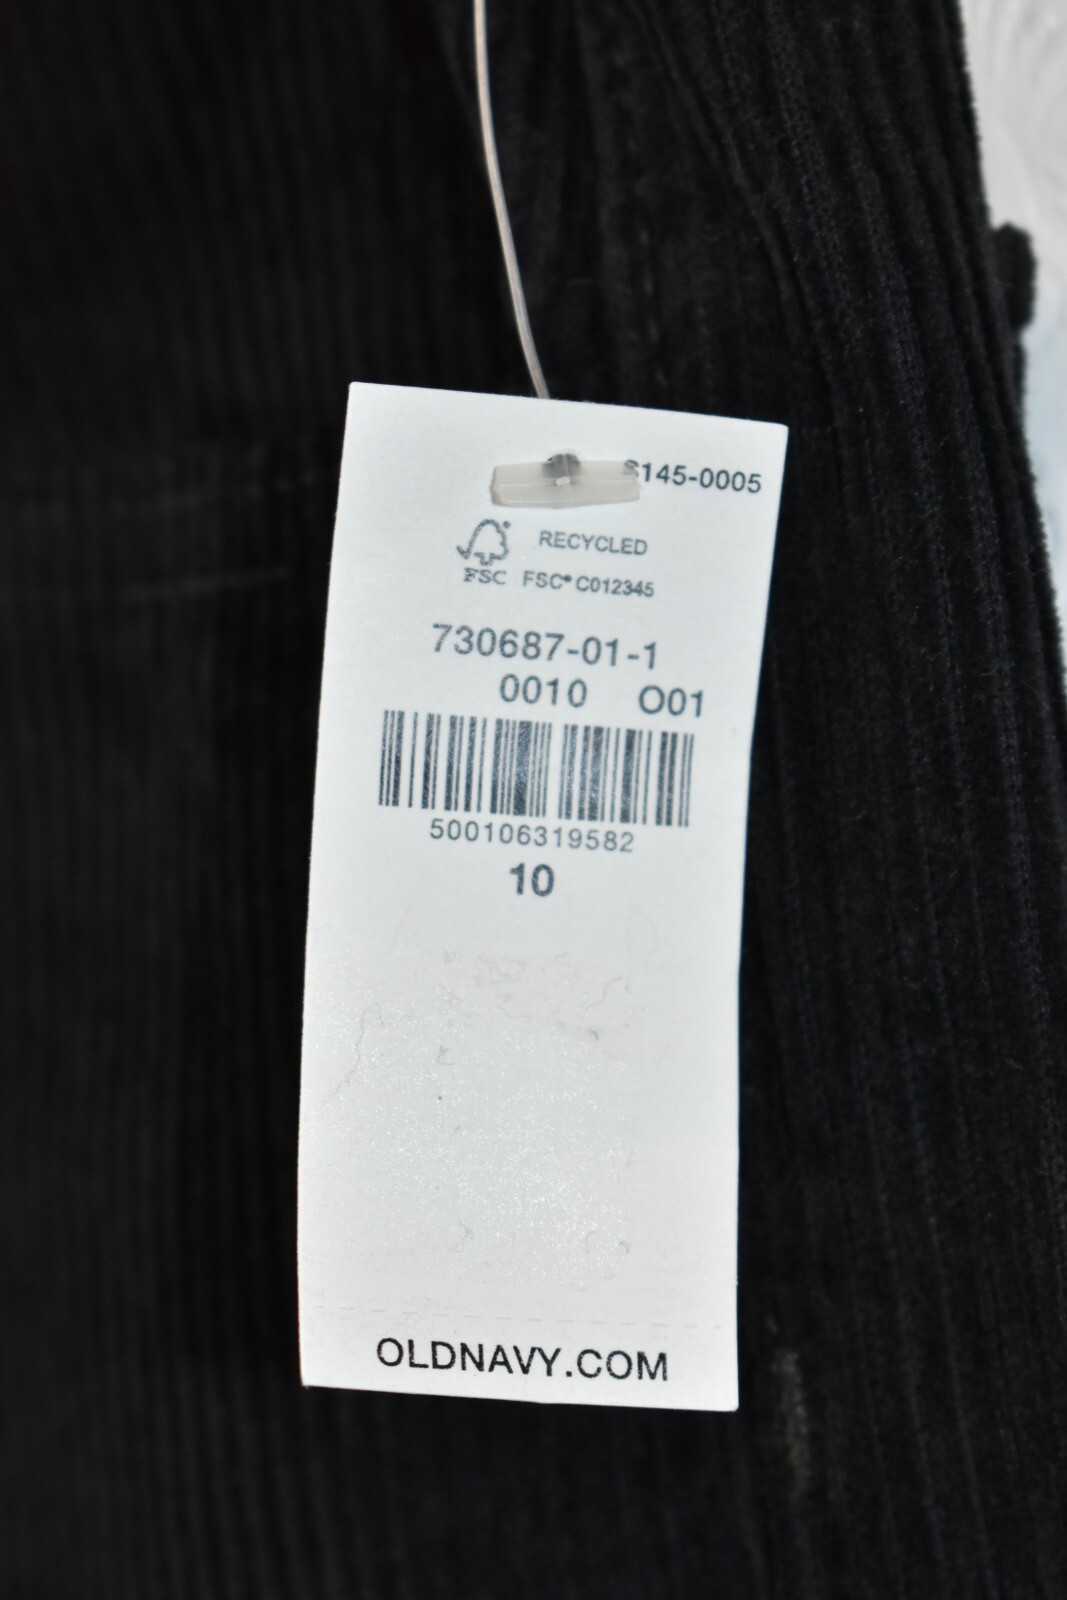 145-0005
RECYCLED
FSC FSC® C012345
730687-01-1
0010 O01
500106319582
10
OLDNAVY.COM